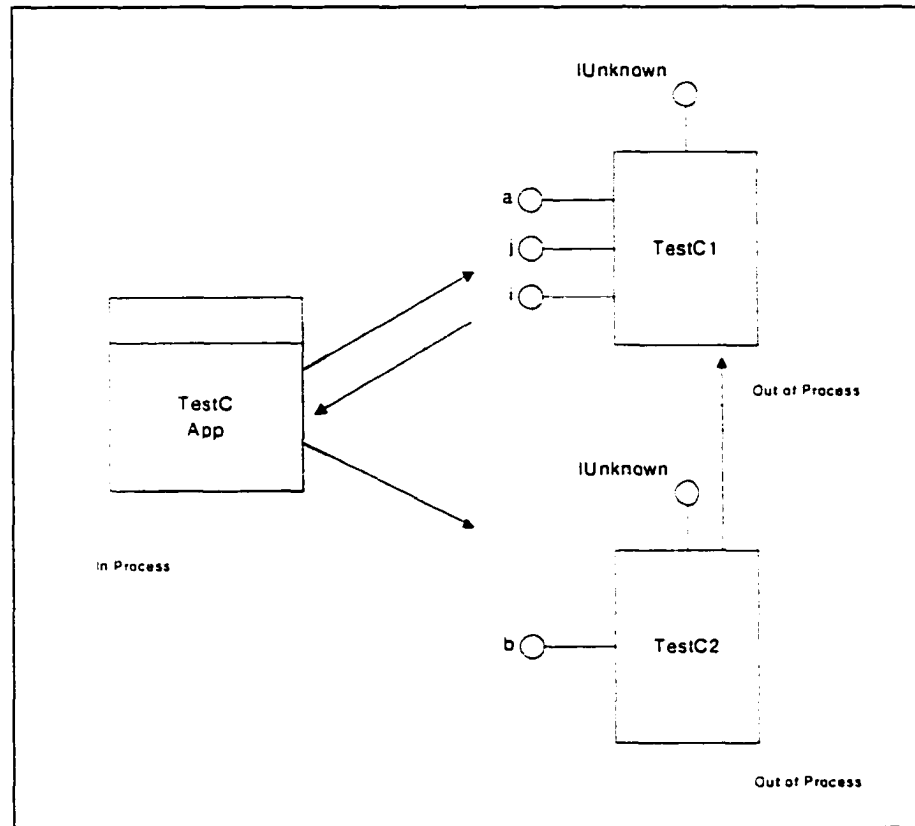 IUnknown
a
j
TestC1
i
Out of Process
TestC
App
IUnknown
In Process
b
TestC2
Out of Process